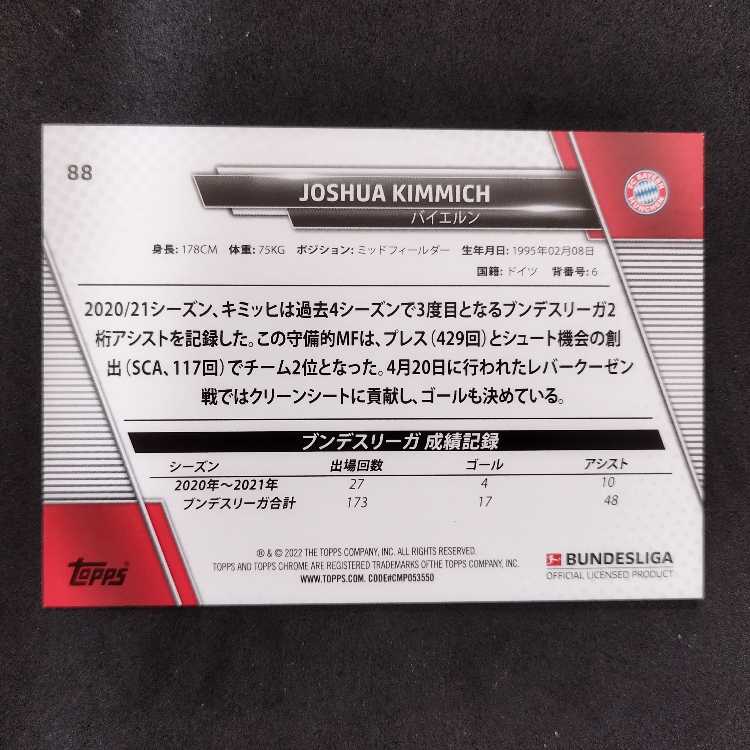 88
JOSHUA KIMMICH
バイエルン
FC BAYERN
MÜNCHEN
身長: 178CM 体重: 75KG ポジション: ミッドフィールダー 生年月日: 1995年02月08日
国籍: ドイツ 背番号: 6
2020/21シーズン、キミッヒは過去4シーズンで3度目となるブンデスリーガ2
桁アシストを記録した。この守備的MFは、プレス(429回)とシュート機会の創
出(SCA、117回)でチーム2位となった。4月20日に行われたレバークーゼン
戦ではクリーンシートに貢献し、ゴールも決めている。
ブンデスリーガ 成績記録
シーズン 出場回数 ゴール アシスト
2020年～2021年 27 4 10
ブンデスリーガ合計 173 17 48
® & © 2022 THE TOPPS COMPANY, INC. ALL RIGHTS RESERVED.
TOPPS AND TOPPS CHROME ARE REGISTERED TRADEMARKS OFTHE TOPPS COMPANY, INC.
WWW.TOPPS.COM. CODE#CMP053550
topps
BUNDESLIGA
OFFICIAL LICENSED PRODUCT